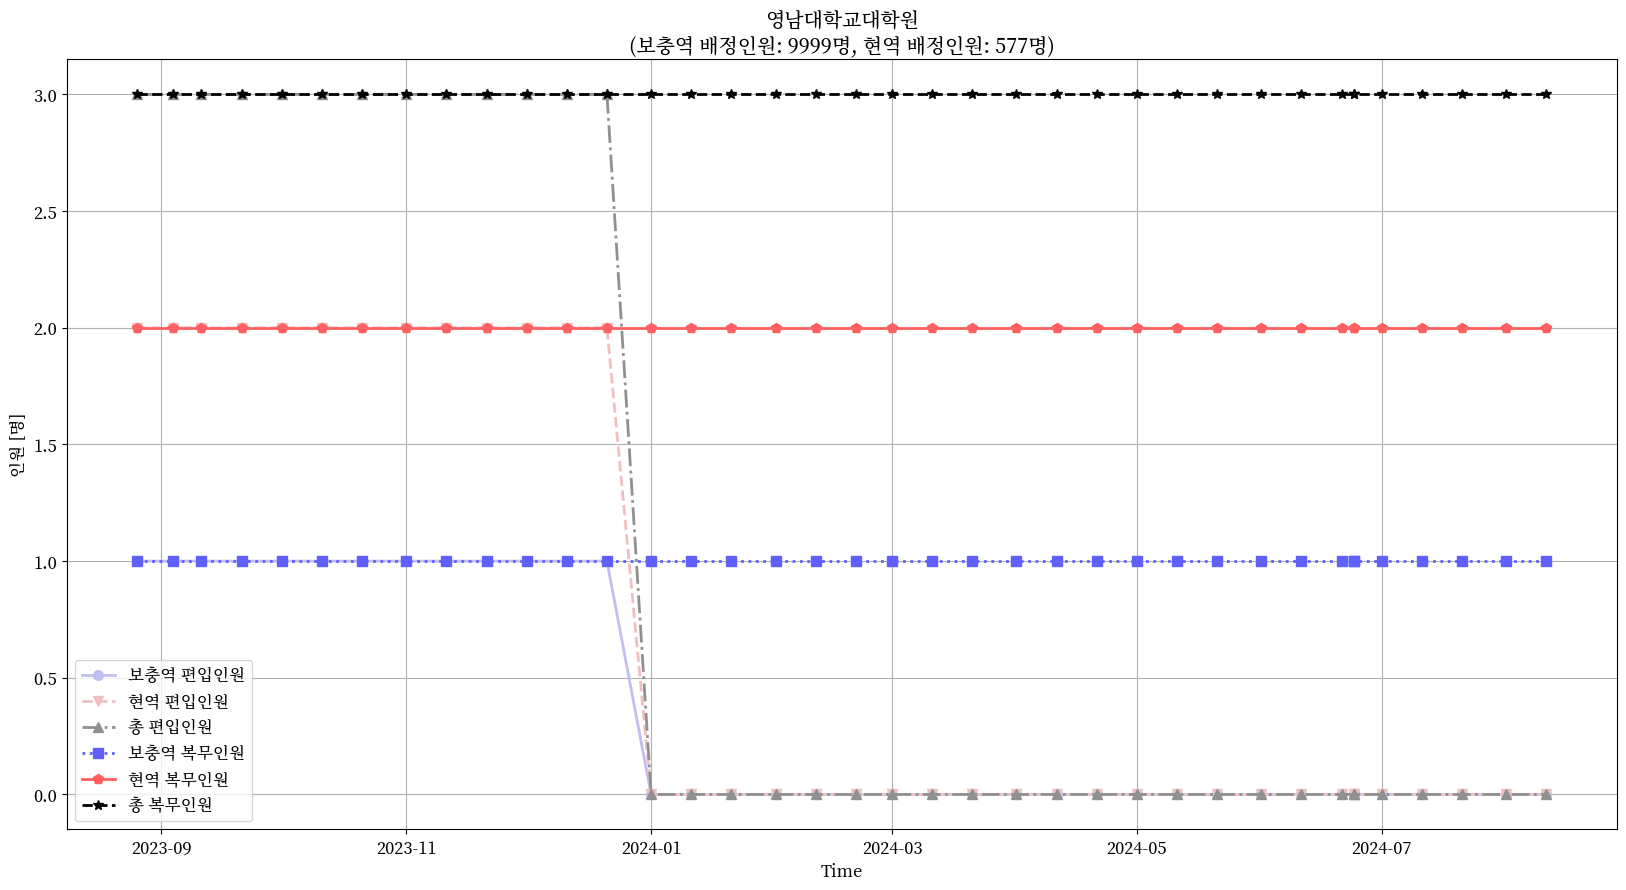 영남대학교대학원
(보충역 배정인원: 9999명, 현역 배정인원: 577명)
인원 [명]
3.0
2.5
2.0
1.5
1.0
0.5
0.0
보충역 편입인원
현역 편입인원
총 편입인원
보충역 복무인원
현역 복무인원
총 복무인원
2023-09
2023-11
2024-01
2024-03
2024-05
2024-07
Time